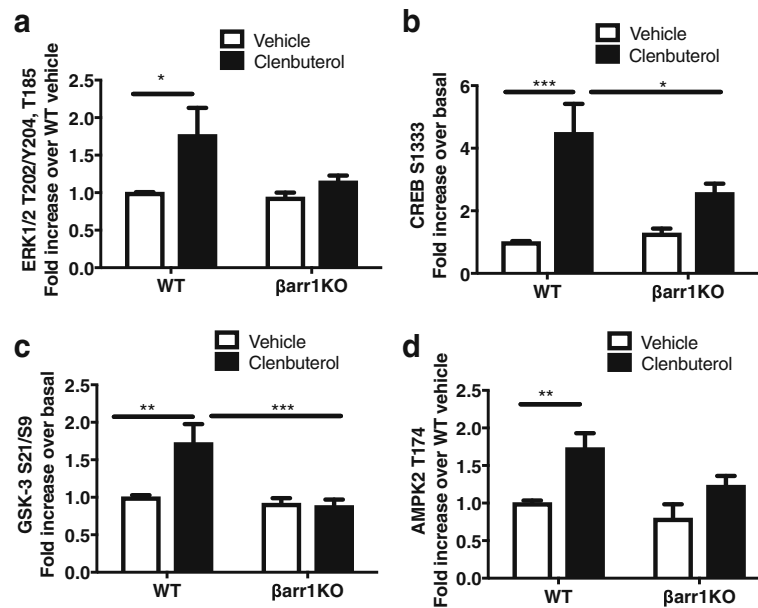 a
Vehicle
Clenbuterol
ERK1/2 T202/Y204, T185
Fold increase over WT vehicle
2.5
2.0
1.5
1.0
0.5
0.0
*
WT
βarr1KO
b
Vehicle
Clenbuterol
CREB S1333
Fold increase over basal
6
4
2
0
***
*
WT
βarr1KO
c
Vehicle
Clenbuterol
GSK-3 S21/S9
Fold increase over basal
2.5
2.0
1.5
1.0
0.5
0.0
**
***
WT
βarr1KO
d
Vehicle
Clenbuterol
AMPK2 T174
Fold increase over WT vehicle
2.5
2.0
1.5
1.0
0.5
0.0
**
WT
βarr1KO